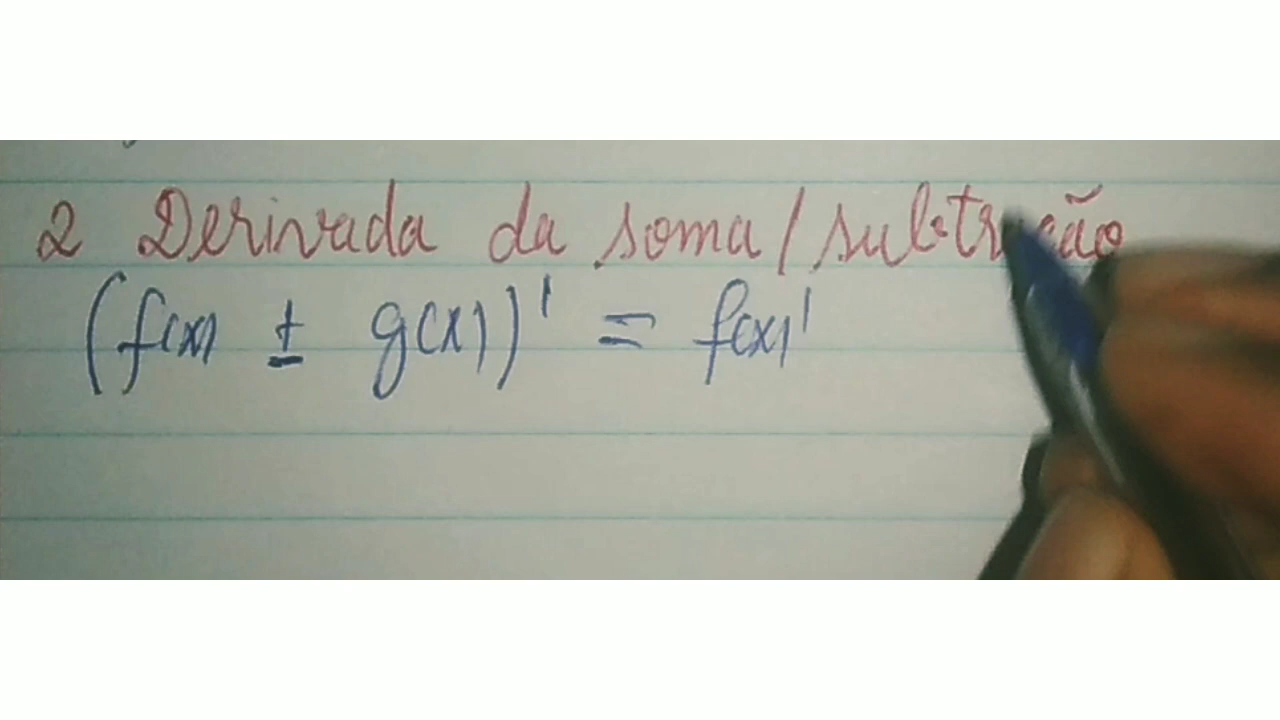 2 Derivada da soma/subtração
(f(x) ± g(x))' = f(x)'